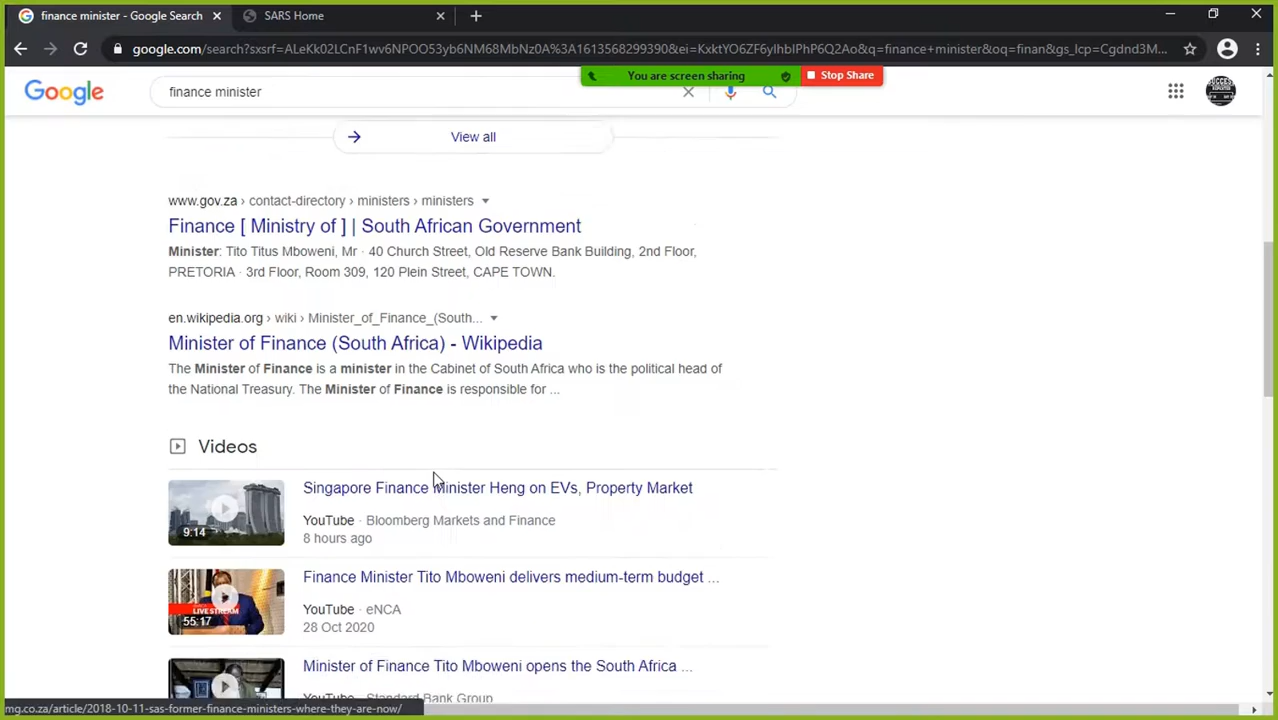 finance minister - Google Search
SARS Home
google.com/search?sxsrf=ALeKk02LCnF1wv6NPOO53yb6NM68MbNz0A%3A1613568299390&ei=KxktYO6ZF6ylhbIPhP6Q2Ao&q=finance+minister&oq=finan&gs_lcp=Cgdnd3M...
You are screen sharing
Stop Share
Google
finance minister
View all
www.gov.za › contact-directory › ministers › ministers
Finance [ Ministry of ] | South African Government
Minister: Tito Titus Mboweni, Mr · 40 Church Street, Old Reserve Bank Building, 2nd Floor,
PRETORIA · 3rd Floor, Room 309, 120 Plein Street, CAPE TOWN.
en.wikipedia.org › wiki › Minister_of_Finance_(South...
Minister of Finance (South Africa) - Wikipedia
The Minister of Finance is a minister in the Cabinet of South Africa who is the political head of
the National Treasury. The Minister of Finance is responsible for ...
Videos
Singapore Finance Minister Heng on EVs, Property Market
9:14
YouTube · Bloomberg Markets and Finance
8 hours ago
Finance Minister Tito Mboweni delivers medium-term budget ...
LIVE STREAM
55:17
YouTube · eNCA
28 Oct 2020
Minister of Finance Tito Mboweni opens the South Africa ...
YouTube · Standard Bank Group
mg.co.za/article/2018-10-11-sas-former-finance-ministers-where-they-are-now/